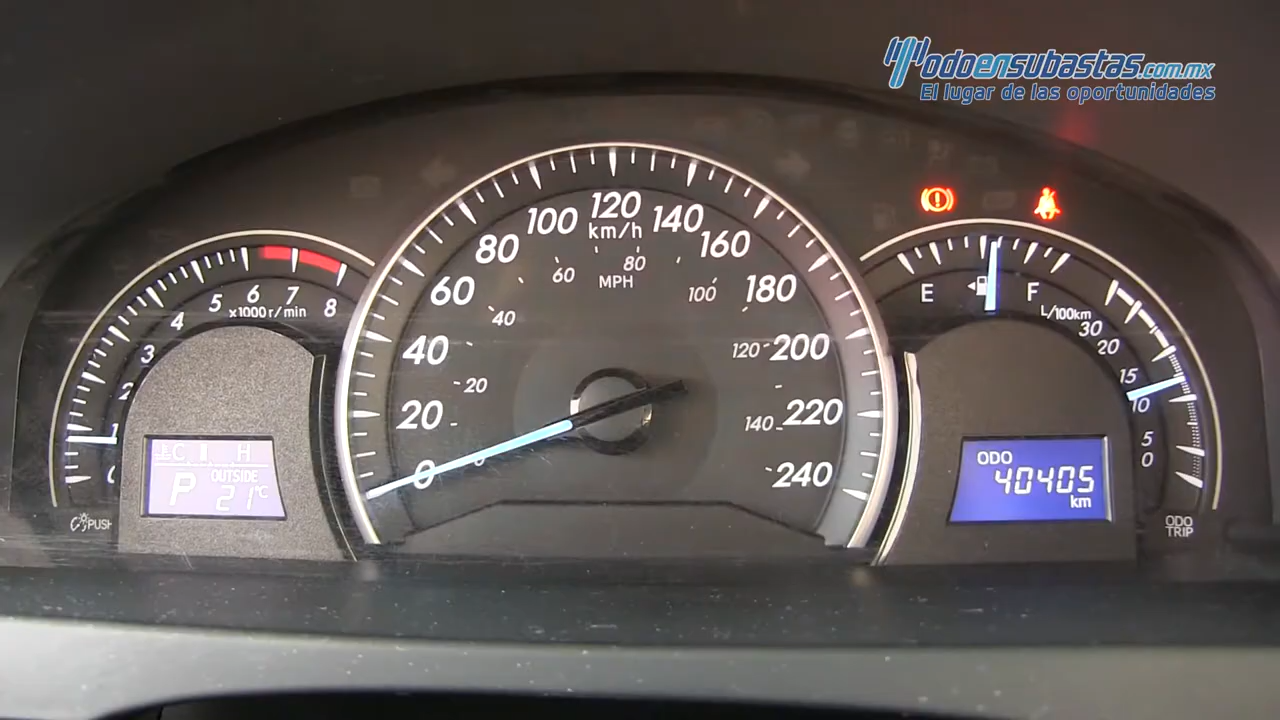 Todoensubastas.com.mx
El lugar de las oportunidades
0
1
2
3
4
5
6
7
8
x1000r/min
C H
P
OUTSIDE
21°C
PUSH
0
20
40
60
80
100
120
140
160
180
200
220
240
km/h
20
40
60
80
100
120
140
MPH
E
F
L/100km
30
20
15
10
5
0
ODO
40405
km
ODO
TRIP